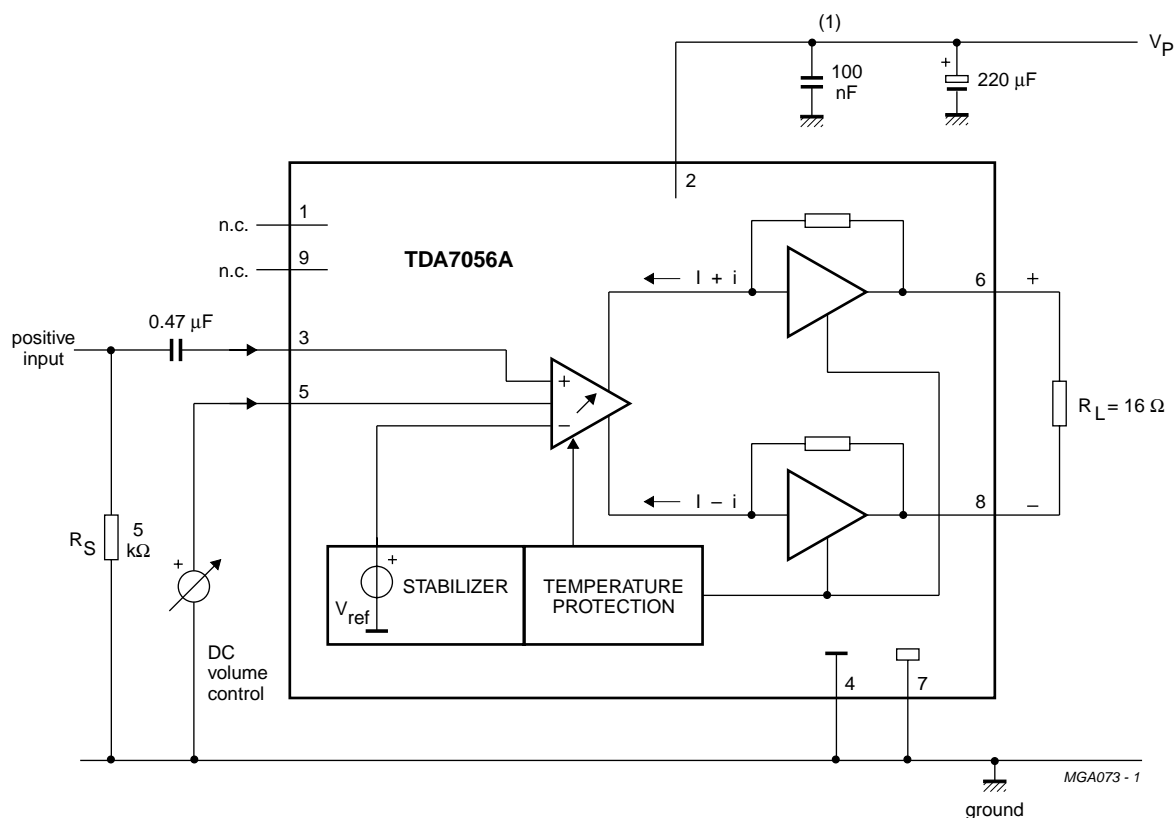 (1)
V_P
100
nF
+
220 μF
2
1
n.c.
9
n.c.
TDA7056A
I + i
6
+
0.47 μF
positive
input
3
5
+
−
R_L = 16 Ω
I − i
8
−
R_S
5
kΩ
+
+
V_ref
STABILIZER
TEMPERATURE
PROTECTION
DC
volume
control
4
7
MGA073 - 1
ground